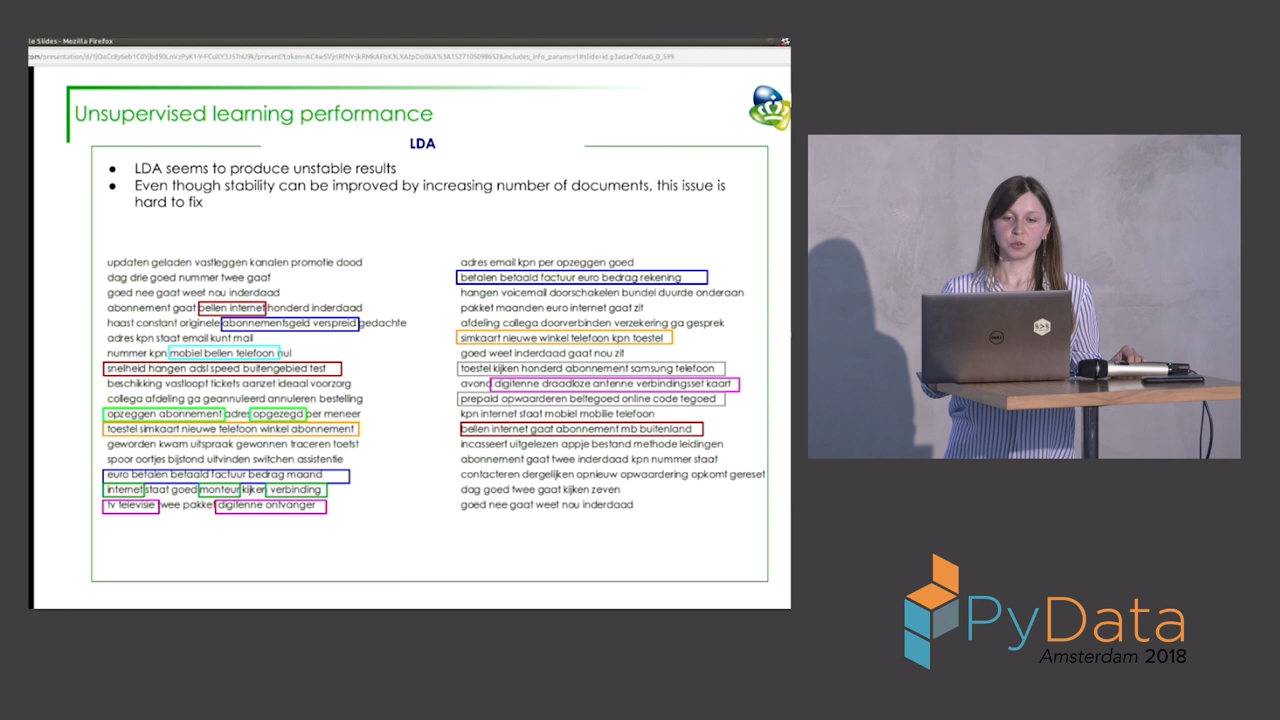 le Slides - Mozilla Firefox
Unsupervised learning performance
LDA
● LDA seems to produce unstable results
● Even though stability can be improved by increasing number of documents, this issue is
hard to fix
updaten geladen vastleggen kanalen promotie dood
dag drie goed nummer twee gaaf
goed nee gaat weet nou inderdaad
abonnement gaat bellen internet honderd inderdaad
haast constant originele abonnementsgeld verspreid gedachte
adres kpn staat email kunt mail
nummer kpn mobiel bellen telefoon nul
snelheid hangen adsl speed buitengebied test
beschikking vastloopt tickets aanzet ideaal voorzorg
collega afdeling ga geannuleerd annuleren bestelling
opzeggen abonnement adres opgezegd per meneer
toestel simkaart nieuwe telefoon winkel abonnement
geworden kwam uitspraak gewonnen traceren toetst
spoor oortjes bijstond uitvinden switchen assistentie
euro betalen betaald factuur bedrag maand
internet staat goed monteur kijken verbinding
tv televisie twee pakket digitenne ontvanger
adres email kpn per opzeggen goed
betalen betaald factuur euro bedrag rekening
hangen voicemail doorschakelen bundel duurde onderaan
pakket maanden euro internet gaat zit
afdeling collega doorverbinden verzekering ga gesprek
simkaart nieuwe winkel telefoon kpn toestel
goed weet inderdaad gaat nou zit
toestel kijken honderd abonnement samsung telefoon
avond digitenne draadloze antenne verbindingsset kaart
prepaid opwaarderen beltegoed online code tegoed
kpn internet staat mobiel mobilie telefoon
bellen internet gaat abonnement mb buitenland
incasseert uitgelezen appje bestand methode leidingen
abonnement gaat twee inderdaad kpn nummer staat
contacteren dergelijken opnieuw opwaardering opkomt gereset
dag goed twee gaat kijken zeven
goed nee gaat weet nou inderdaad
DELL
PyData
Amsterdam 2018